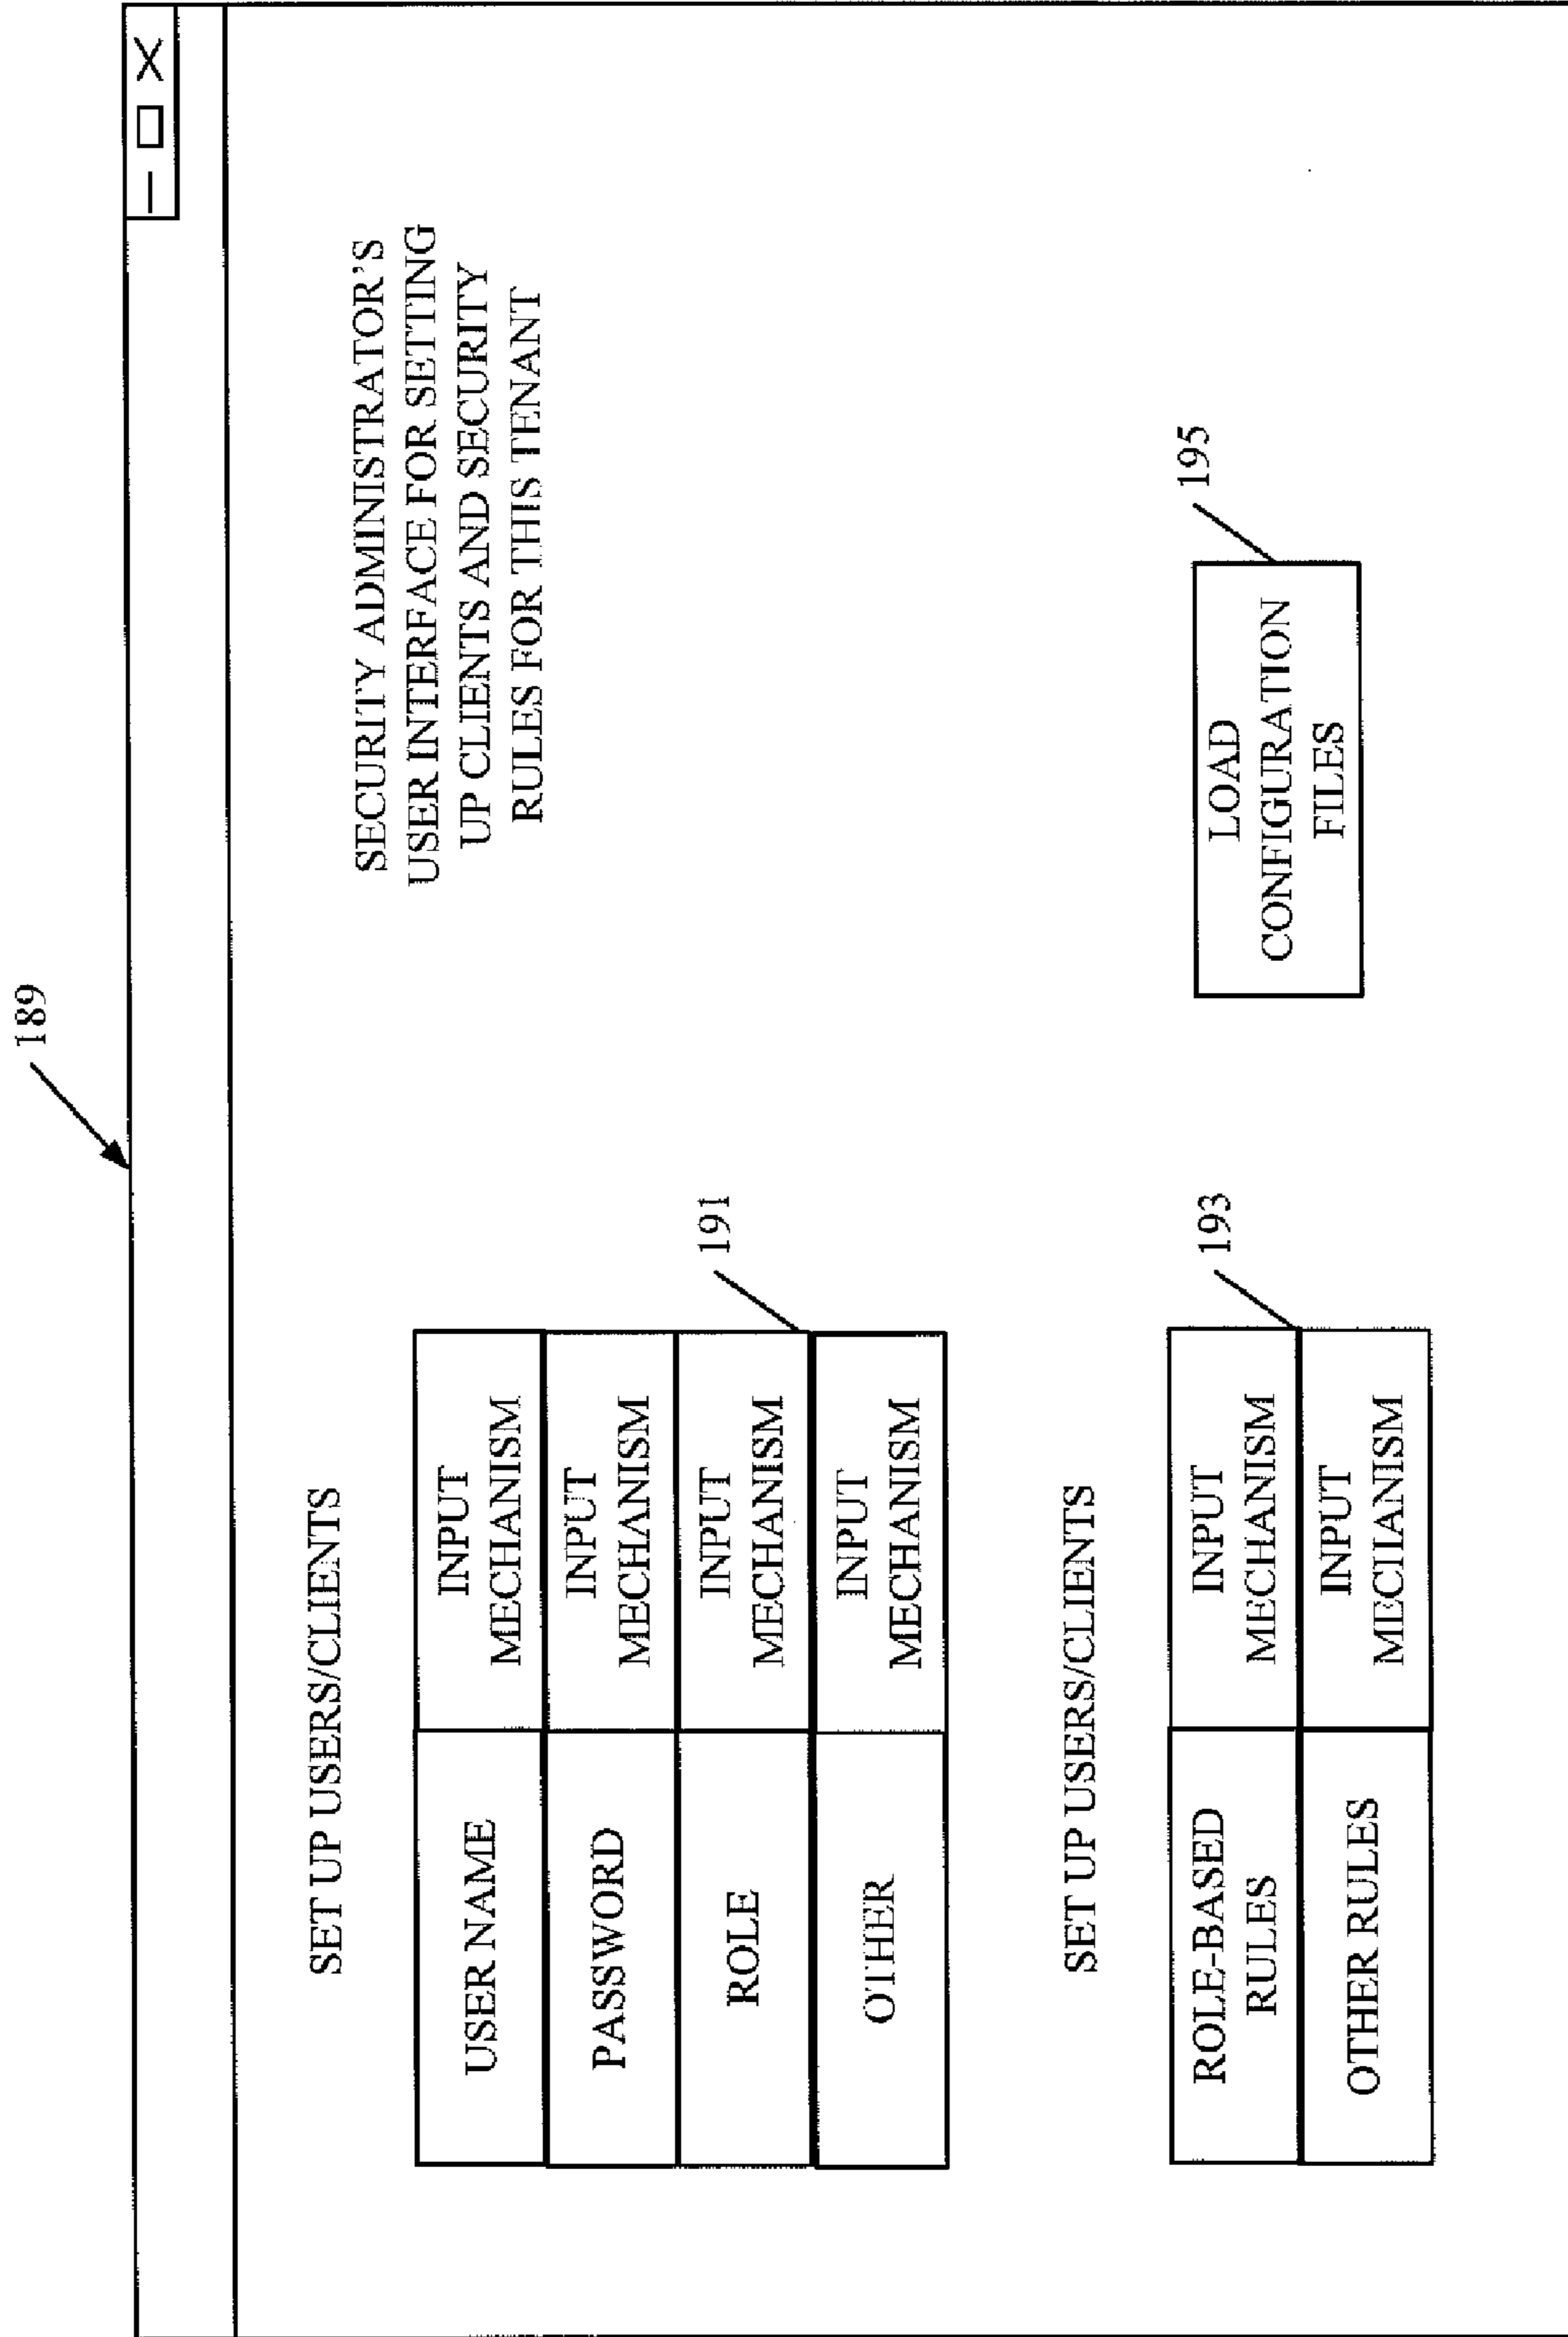 189
SECURITY ADMINISTRATOR'S
USER INTERFACE FOR SETTING
UP CLIENTS AND SECURITY
RULES FOR THIS TENANT
SET UP USERS/CLIENTS
USER NAME
INPUT
MECHANISM
PASSWORD
INPUT
MECHANISM
ROLE
INPUT
MECHANISM
OTHER
INPUT
MECHANISM
191
SET UP USERS/CLIENTS
ROLE-BASED
RULES
INPUT
MECHANISM
OTHER RULES
INPUT
MECHANISM
193
LOAD
CONFIGURATION
FILES
195